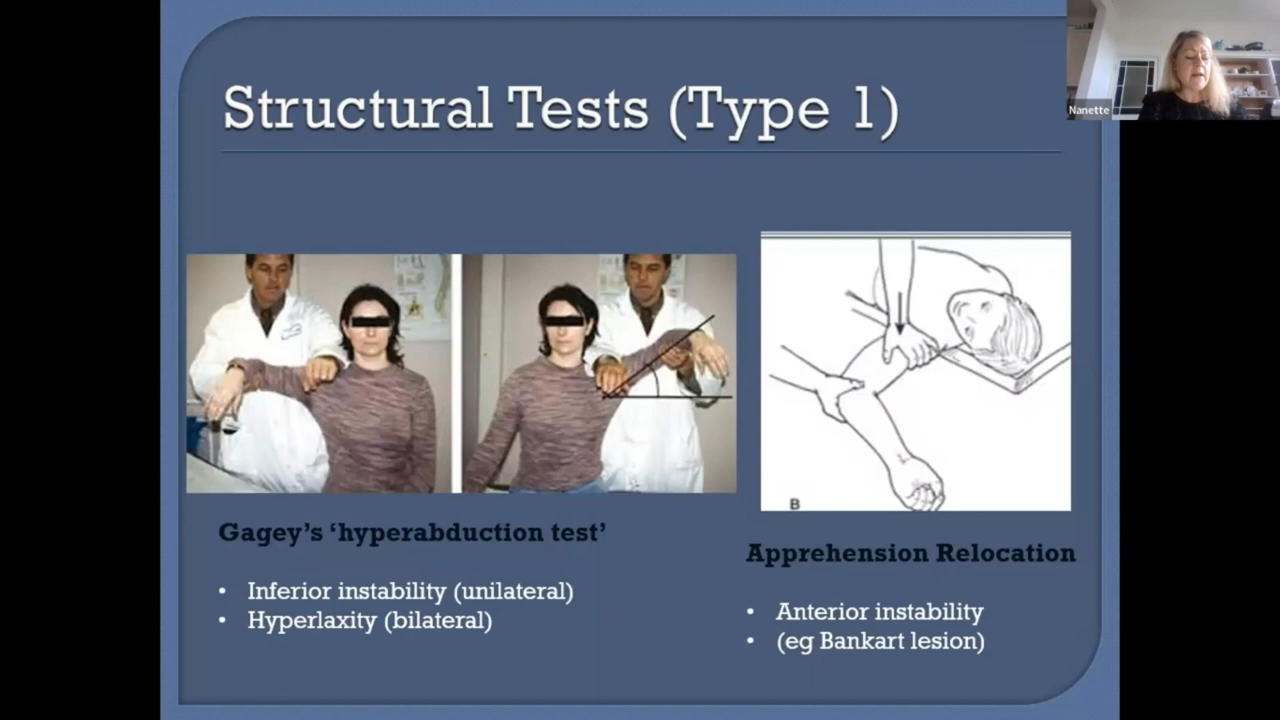 Structural Tests (Type 1)
Nanette
Gagey's 'hyperabduction test'
• Inferior instability (unilateral)
• Hyperlaxity (bilateral)
B
Apprehension Relocation
• Anterior instability
• (eg Bankart lesion)